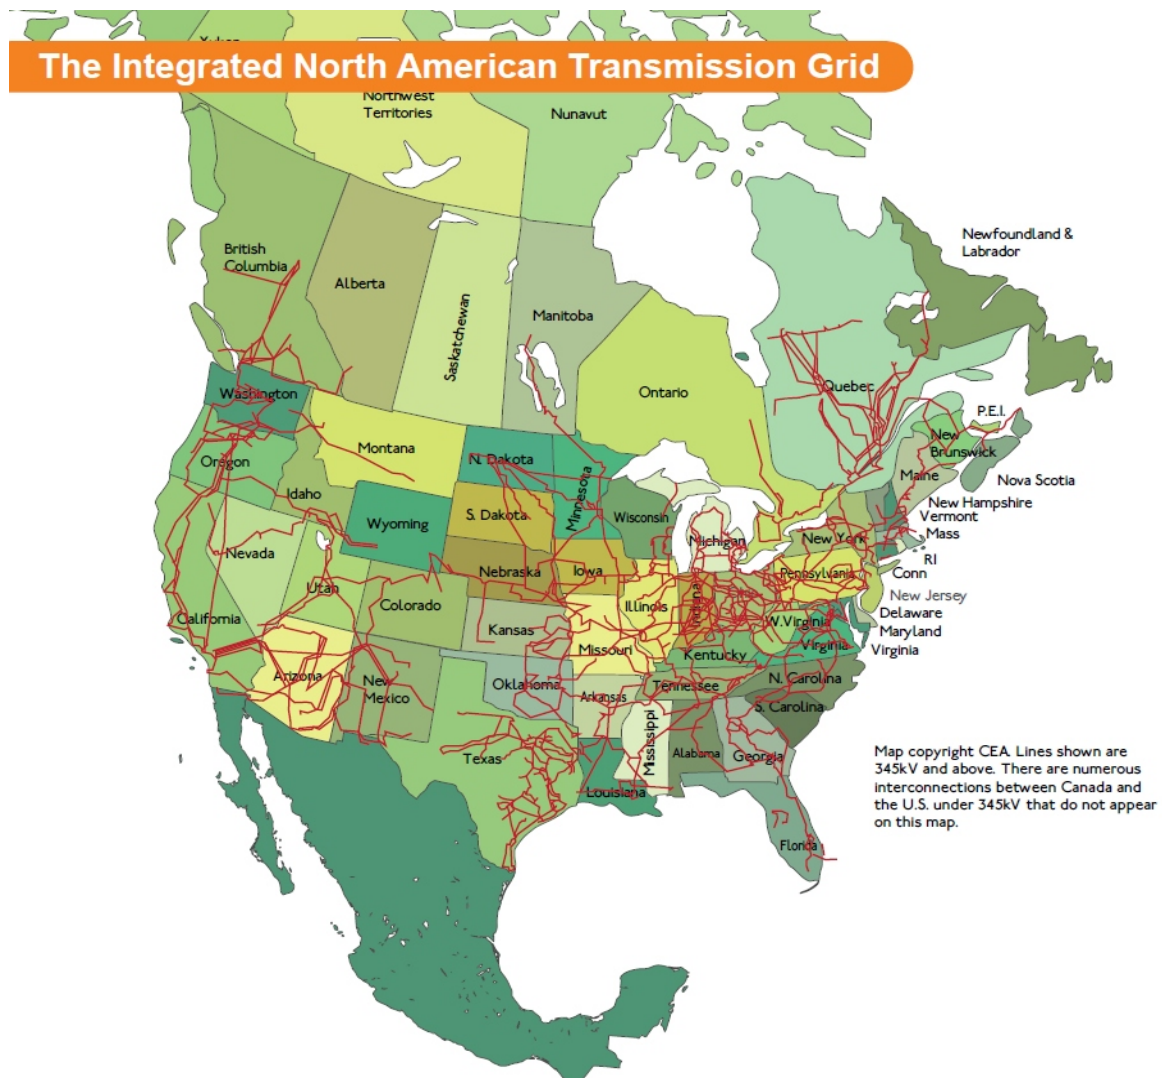 The Integrated North American Transmission Grid
Northwest
Territories
Nunavut
Newfoundland &
Labrador
British
Columbia
Alberta
Saskatchewan
Manitoba
Ontario
Quebec
P.E.I.
New
Brunswick
Nova Scotia
Maine
New Hampshire
Vermont
Mass
RI
Conn
New Jersey
Delaware
Maryland
Virginia
Washington
Montana
N. Dakota
Minnesota
Oregon
Idaho
Wyoming
S. Dakota
Wisconsin
Michigan
New York
Nevada
Utah
Colorado
Nebraska
Iowa
Illinois
Indiana
Pennsylvania
California
Kansas
Missouri
W.Virginia
Virginia
Kentucky
Arizona
New
Mexico
Oklahoma
Arkansas
Tennessee
N. Carolina
S. Carolina
Texas
Louisiana
Mississippi
Alabama
Georgia
Florida
Map copyright CEA. Lines shown are
345kV and above. There are numerous
interconnections between Canada and
the U.S. under 345kV that do not appear
on this map.